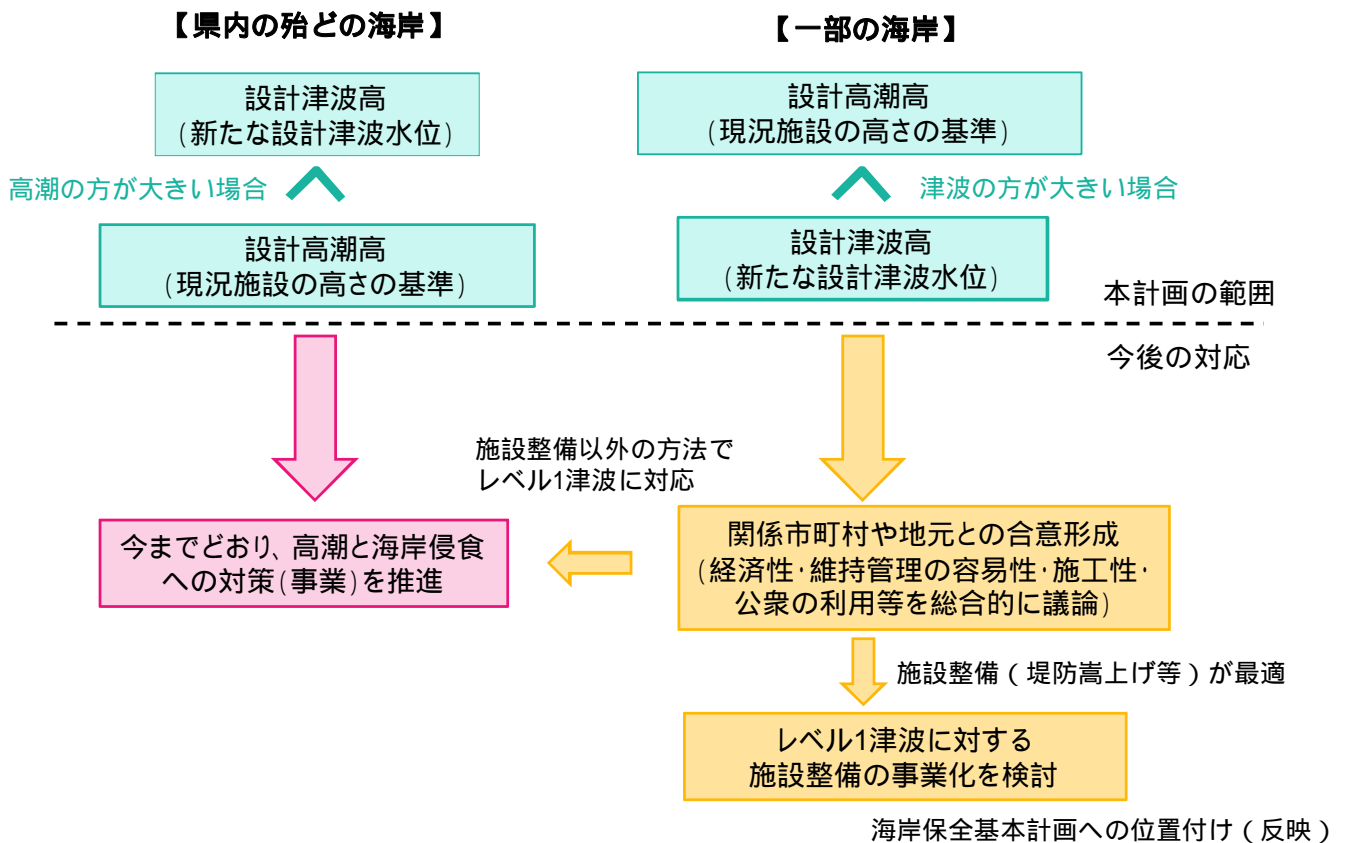 【県内の殆どの海岸】
設計津波高
(新たな設計津波水位)
高潮の方が大きい場合
設計高潮高
(現況施設の高さの基準)
【一部の海岸】
設計高潮高
(現況施設の高さの基準)
津波の方が大きい場合
設計津波高
(新たな設計津波水位)
本計画の範囲
今後の対応
施設整備以外の方法で
レベル1津波に対応
今までどおり、高潮と海岸侵食
への対策(事業)を推進
関係市町村や地元との合意形成
(経済性･維持管理の容易性･施工性･
公衆の利用等を総合的に議論)
施設整備（堤防嵩上げ等）が最適
レベル1津波に対する
施設整備の事業化を検討
海岸保全基本計画への位置付け（反映）